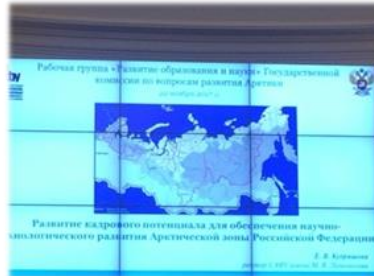 Рабочая группа «Развитие образования и науки» Государственной
комиссии по вопросам развития Арктики
Развитие кадрового потенциала для обеспечения научно-
технологического развития Арктической зоны Российской Федерации
Е. В.